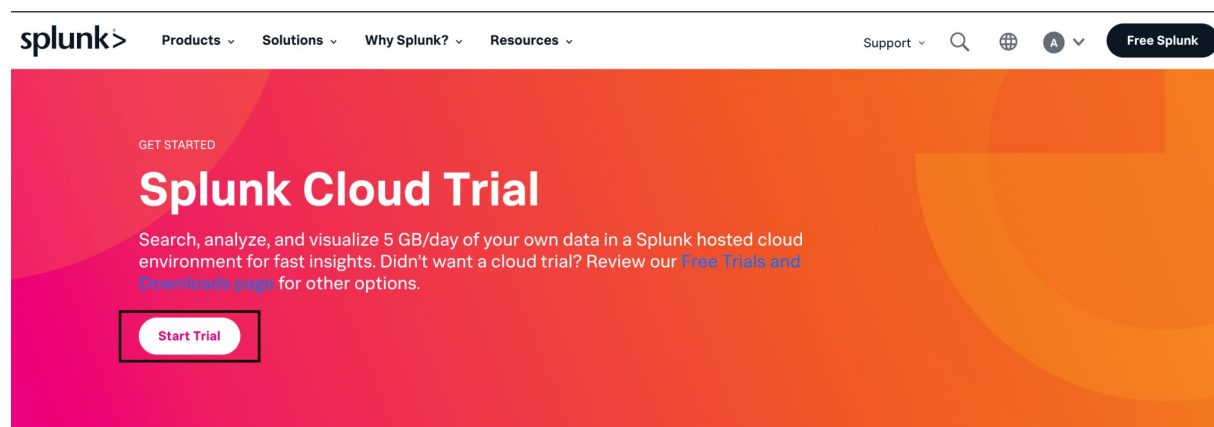 splunk> Products Solutions Why Splunk? Resources Support A Free Splunk
GET STARTED
Splunk Cloud Trial
Search, analyze, and visualize 5 GB/day of your own data in a Splunk hosted cloud
environment for fast insights. Didn't want a cloud trial? Review our Free Trials and
Downloads page for other options.
Start Trial